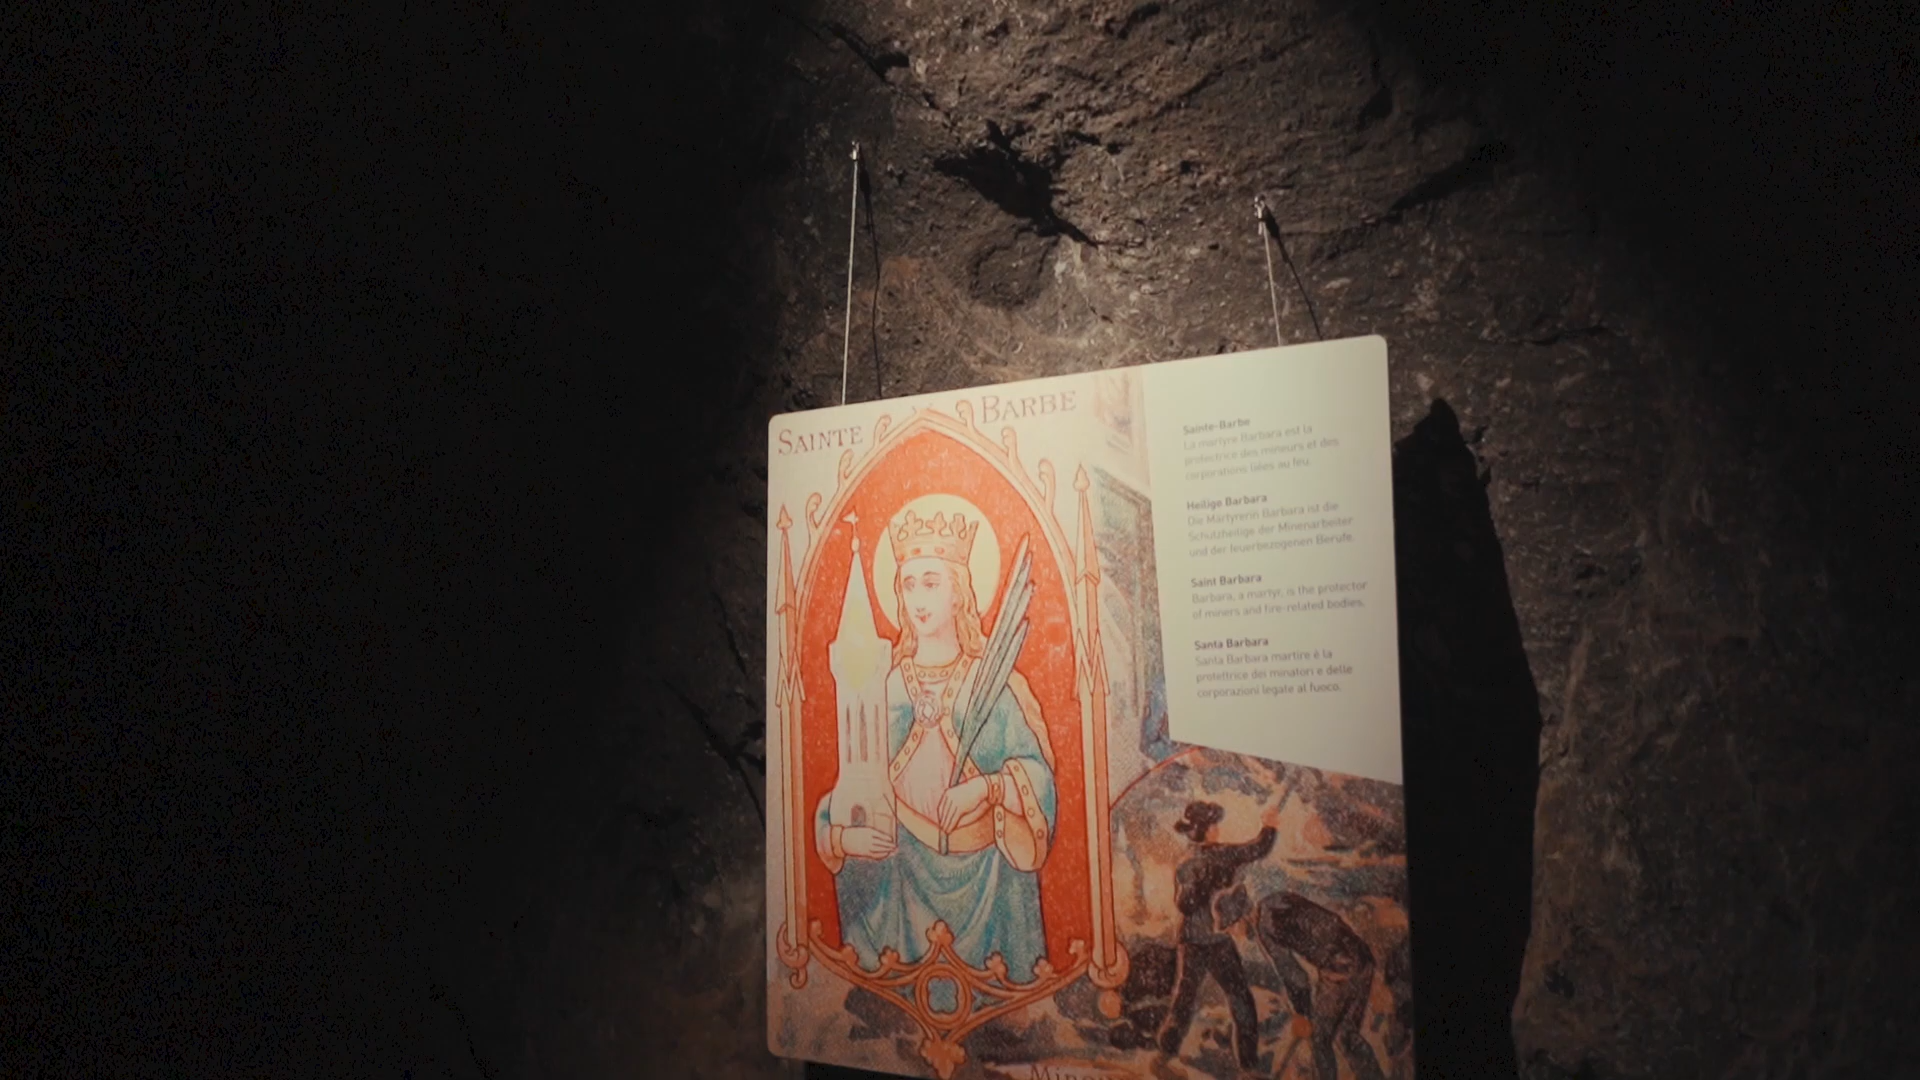 SAINTE BARBE
Sainte-Barbe
La martyre Barbara est la
protectrice des mineurs et des
corporations liées au feu.
Heilige Barbara
Die Märtyrerin Barbara ist die
Schutzheilige der Minenarbeiter
und der feuerbezogenen Berufe.
Saint Barbara
Barbara, a martyr, is the protector
of miners and fire-related bodies.
Santa Barbara
Santa Barbara martire è la
protettrice dei minatori e delle
corporazioni legate al fuoco.